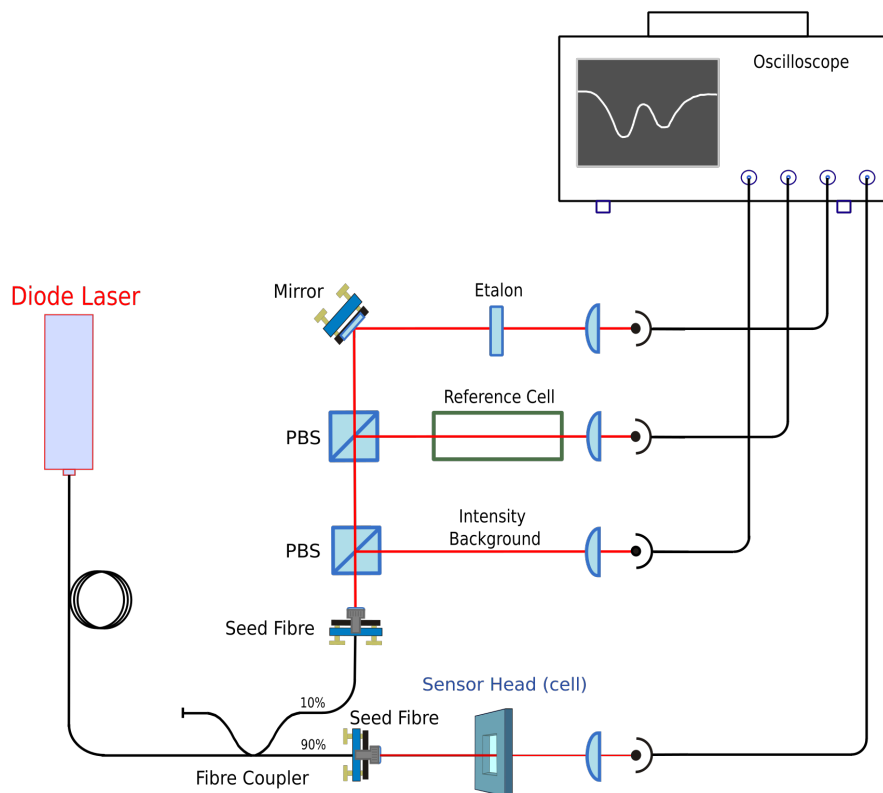 Oscilloscope
Mirror
Etalon
Diode Laser
Reference Cell
PBS
Intensity
Background
PBS
Seed Fibre
Sensor Head (cell)
10%
Seed Fibre
90%
Fibre Coupler